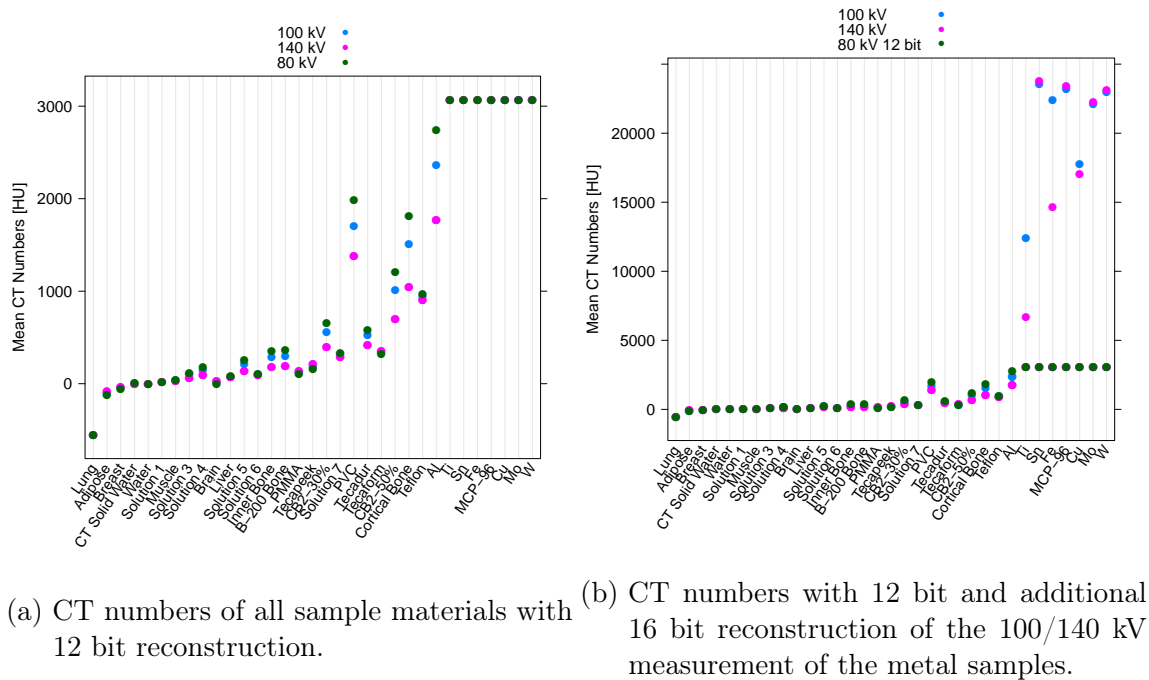 100 kV
140 kV
80 kV
Mean CT Numbers [HU]
3000
2000
1000
0
Lung
Adipose
Breast
CT Solid Water
Water
Solution 1
Muscle
Solution 3
Solution 4
Brain
Liver
Solution 5
Solution 6
Inner Bone
B-200 Bone
PMMA
Tecapeek
CB2-30%
Solution 7
PVC
Tecadur
Tecaform
CB2-50%
Cortical Bone
Teflon
Al
Ti
Sn
Fe
MCP-96
Cu
Mo
W
(a) CT numbers of all sample materials with
12 bit reconstruction.
100 kV
140 kV
80 kV 12 bit
Mean CT Numbers [HU]
20000
15000
10000
5000
0
Lung
Adipose
Breast
CT Solid Water
Water
Solution 1
Muscle
Solution 3
Solution 4
Brain
Liver
Solution 5
Solution 6
Inner Bone
B-200 Bone
PMMA
Tecapeek
CB2-30%
Solution 7
PVC
Tecadur
Tecaform
CB2-50%
Cortical Bone
Teflon
Al
Ti
Sn
Fe
MCP-96
Cu
Mo
W
(b) CT numbers with 12 bit and additional
16 bit reconstruction of the 100/140 kV
measurement of the metal samples.